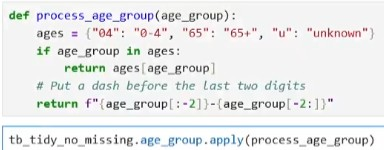 def process_age_group(age_group):
    ages = {"04": "0-4", "65": "65+", "u": "unknown"}
    if age_group in ages:
        return ages[age_group]
    # Put a dash before the last two digits
    return f"{age_group[:-2]}-{age_group[-2:]}"
tb_tidy_no_missing.age_group.apply(process_age_group)